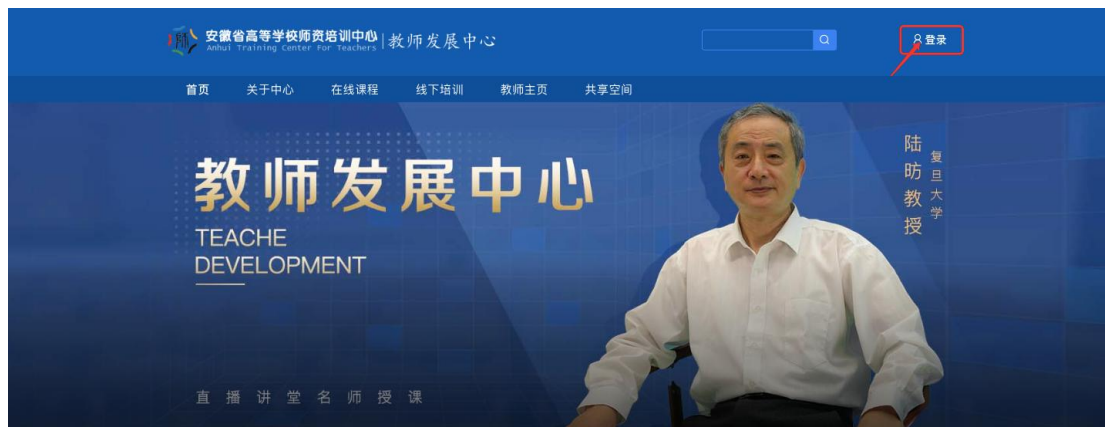 安徽省高等学校师资培训中心
Anhui Training Center For Teachers
教师发展中心
登录
首页 关于中心 在线课程 线下培训 教师主页 共享空间
教师发展中心
TEACHE
DEVELOPMENT
陆昉教授
复旦大学
直播讲堂名师授课